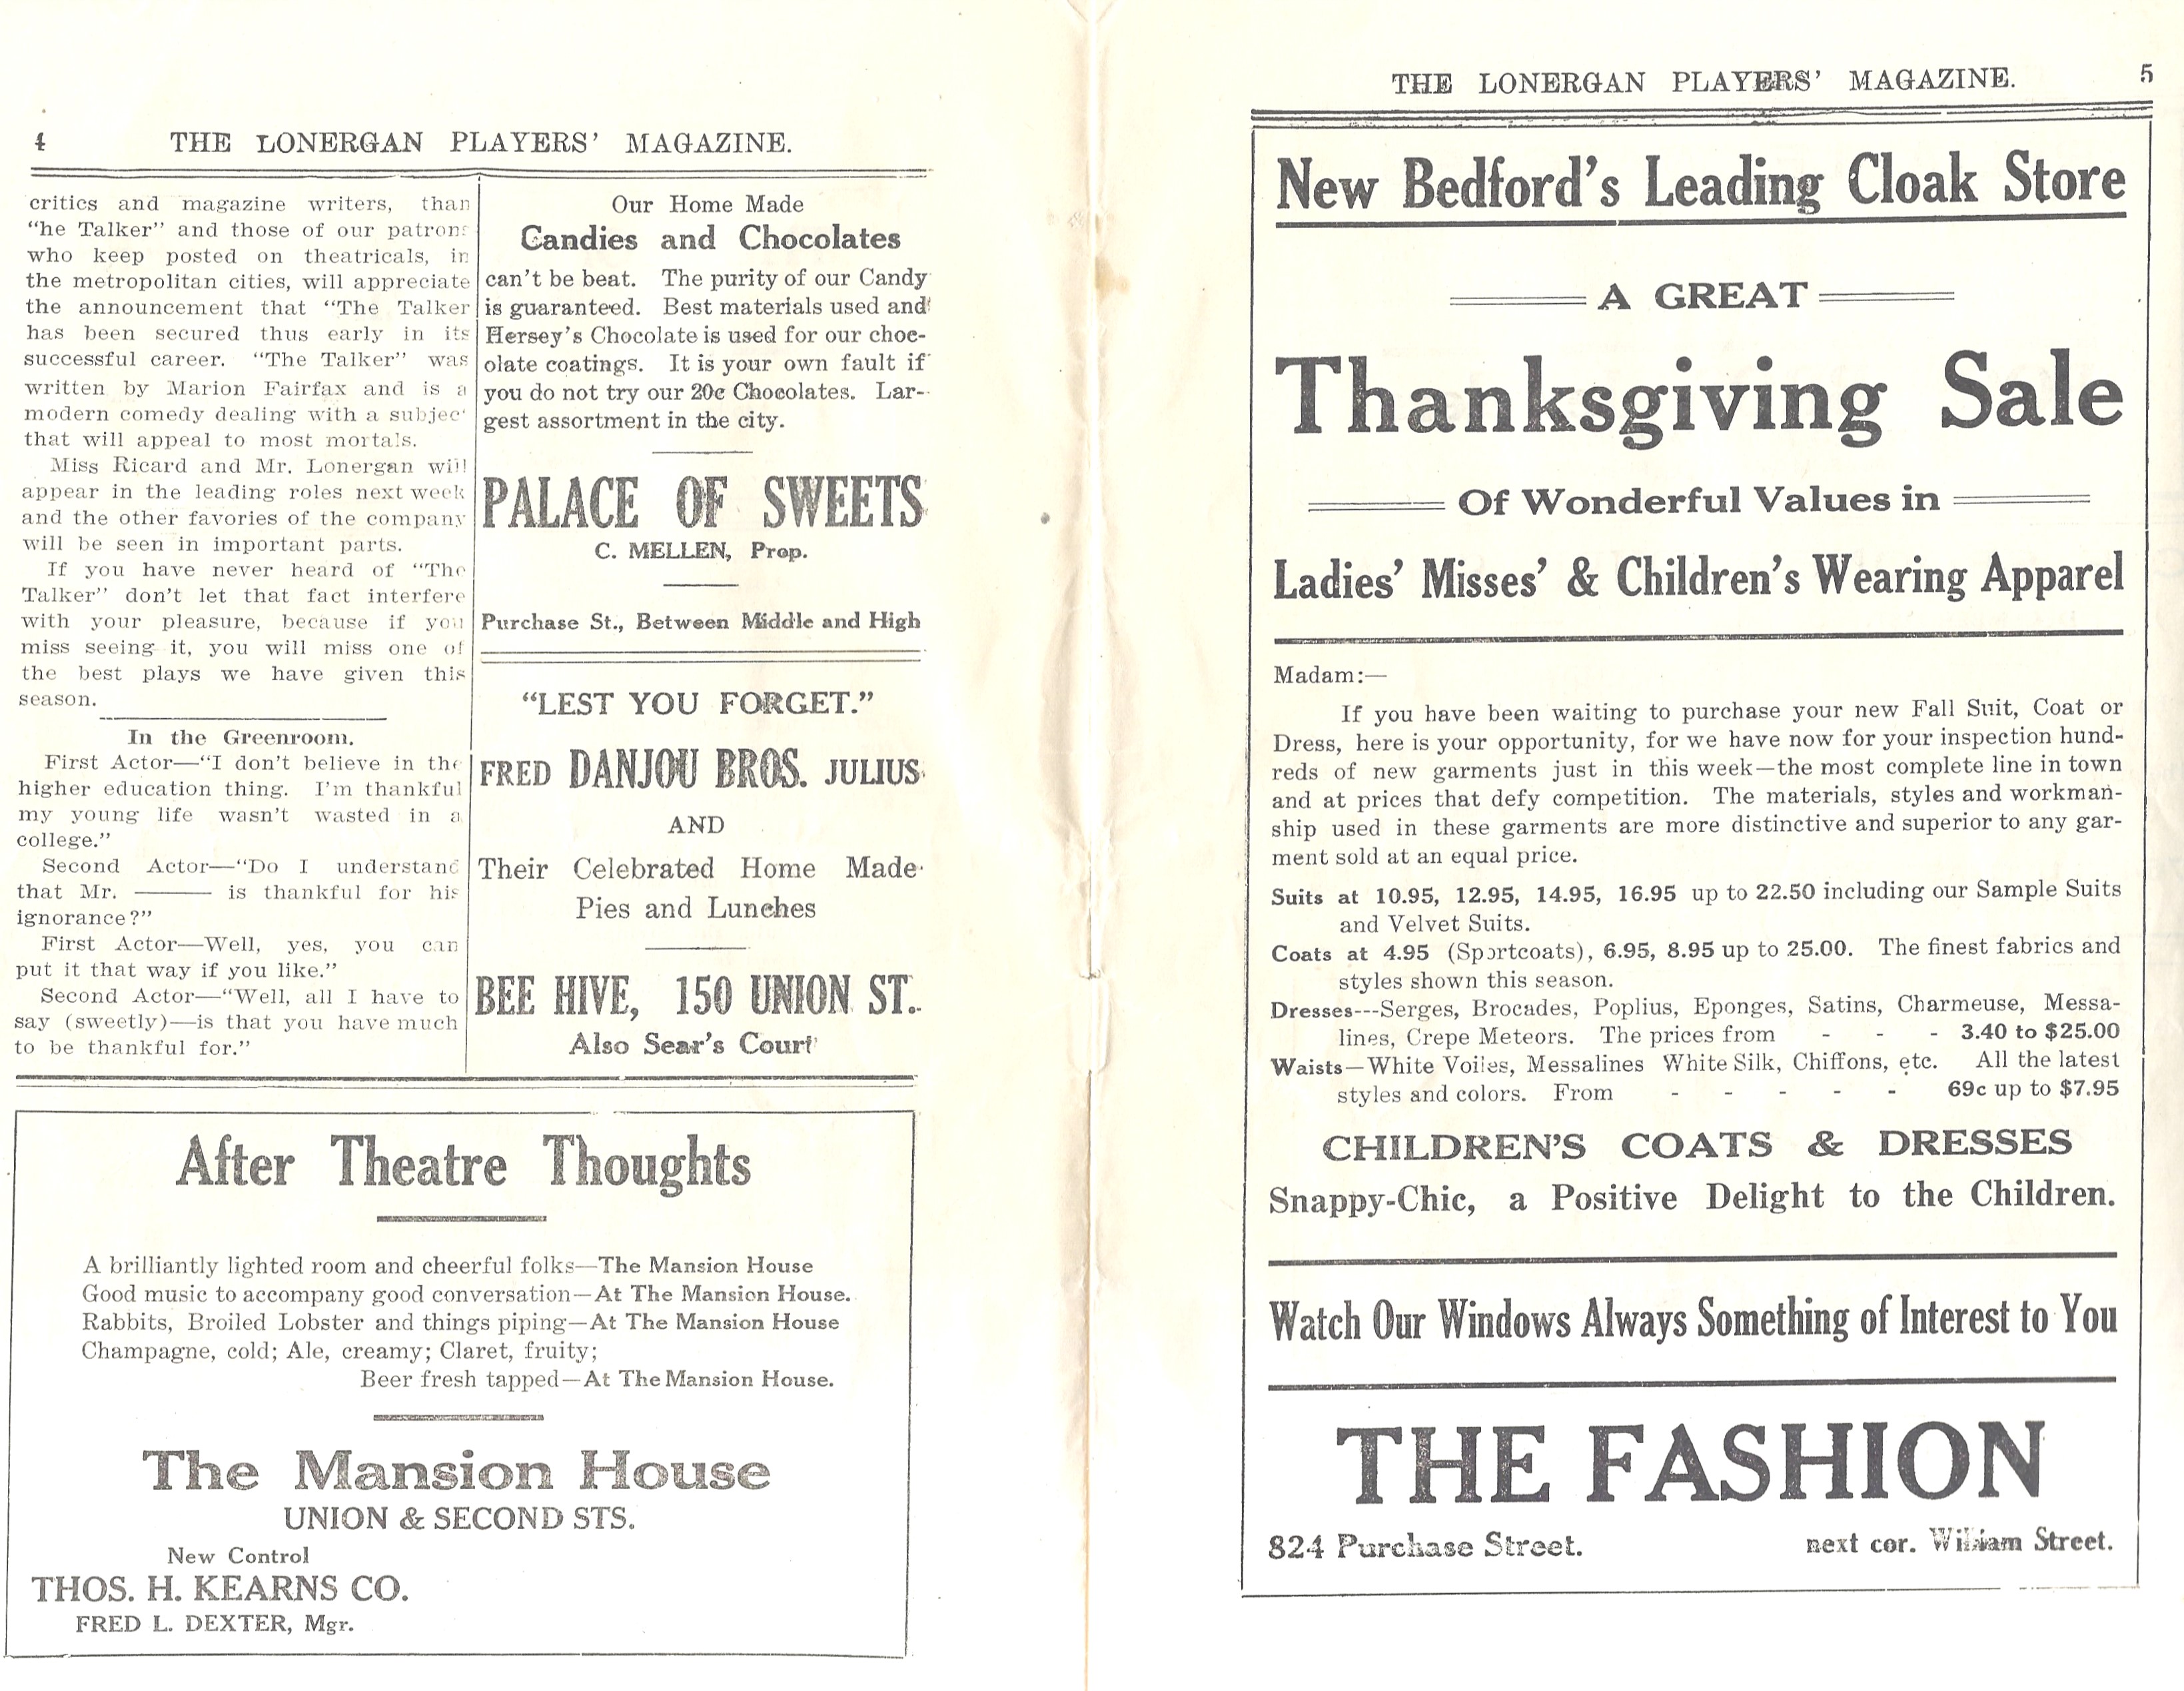 4 THE LONERGAN PLAYERS' MAGAZINE.
critics and magazine writers, than
"he Talker" and those of our patrons
who keep posted on theatricals, in
the metropolitan cities, will appreciate
the announcement that "The Talker
has been secured thus early in its
successful career. "The Talker" was
written by Marion Fairfax and is a
modern comedy dealing with a subjec
that will appeal to most mortals.
Miss Ricard and Mr. Lonergan will
appear in the leading roles next week
and the other favories of the company
will be seen in important parts.
If you have never heard of "The
Talker" don't let that fact interfere
with your pleasure, because if you
miss seeing it, you will miss one of
the best plays we have given this
season.
In the Greenroom.
First Actor—"I don't believe in the
higher education thing. I'm thankful
my young life wasn't wasted in a
college."
Second Actor—"Do I understand
that Mr. ——— is thankful for his
ignorance?"
First Actor—Well, yes, you can
put it that way if you like."
Second Actor—"Well, all I have to
say (sweetly)—is that you have much
to be thankful for."
Our Home Made
Candies and Chocolates
can't be beat. The purity of our Candy
is guaranteed. Best materials used and
Hersey's Chocolate is used for our choc-
olate coatings. It is your own fault if
you do not try our 20c Chocolates. Lar-
gest assortment in the city.
PALACE OF SWEETS
C. MELLEN, Prop.
Purchase St., Between Middle and High
"LEST YOU FORGET."
FRED DANJOU BROS. JULIUS
AND
Their Celebrated Home Made
Pies and Lunches
BEE HIVE, 150 UNION ST.
Also Sear's Court
After Theatre Thoughts
A brilliantly lighted room and cheerful folks—The Mansion House
Good music to accompany good conversation—At The Mansion House.
Rabbits, Broiled Lobster and things piping—At The Mansion House
Champagne, cold; Ale, creamy; Claret, fruity;
Beer fresh tapped—At The Mansion House.
The Mansion House
UNION & SECOND STS.
New Control
THOS. H. KEARNS CO.
FRED L. DEXTER, Mgr.
THE LONERGAN PLAYERS' MAGAZINE. 5
New Bedford's Leading Cloak Store
A GREAT
Thanksgiving Sale
Of Wonderful Values in
Ladies' Misses' & Children's Wearing Apparel
Madam:—
If you have been waiting to purchase your new Fall Suit, Coat or
Dress, here is your opportunity, for we have now for your inspection hund-
reds of new garments just in this week—the most complete line in town
and at prices that defy competition. The materials, styles and workman-
ship used in these garments are more distinctive and superior to any gar-
ment sold at an equal price.
Suits at 10.95, 12.95, 14.95, 16.95 up to 22.50 including our Sample Suits
and Velvet Suits.
Coats at 4.95 (Sportcoats), 6.95, 8.95 up to 25.00. The finest fabrics and
styles shown this season.
Dresses---Serges, Brocades, Poplius, Eponges, Satins, Charmeuse, Messa-
lines, Crepe Meteors. The prices from - - - 3.40 to $25.00
Waists—White Voiles, Messalines White Silk, Chiffons, etc. All the latest
styles and colors. From - - - - - 69c up to $7.95
CHILDREN'S COATS & DRESSES
Snappy-Chic, a Positive Delight to the Children.
Watch Our Windows Always Something of Interest to You
THE FASHION
824 Purchase Street. next cor. William Street.